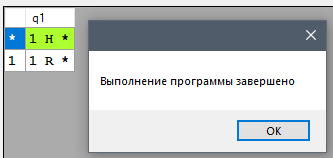 q1
* 1 H *
1 1 R *
Выполнение программы завершено
OK